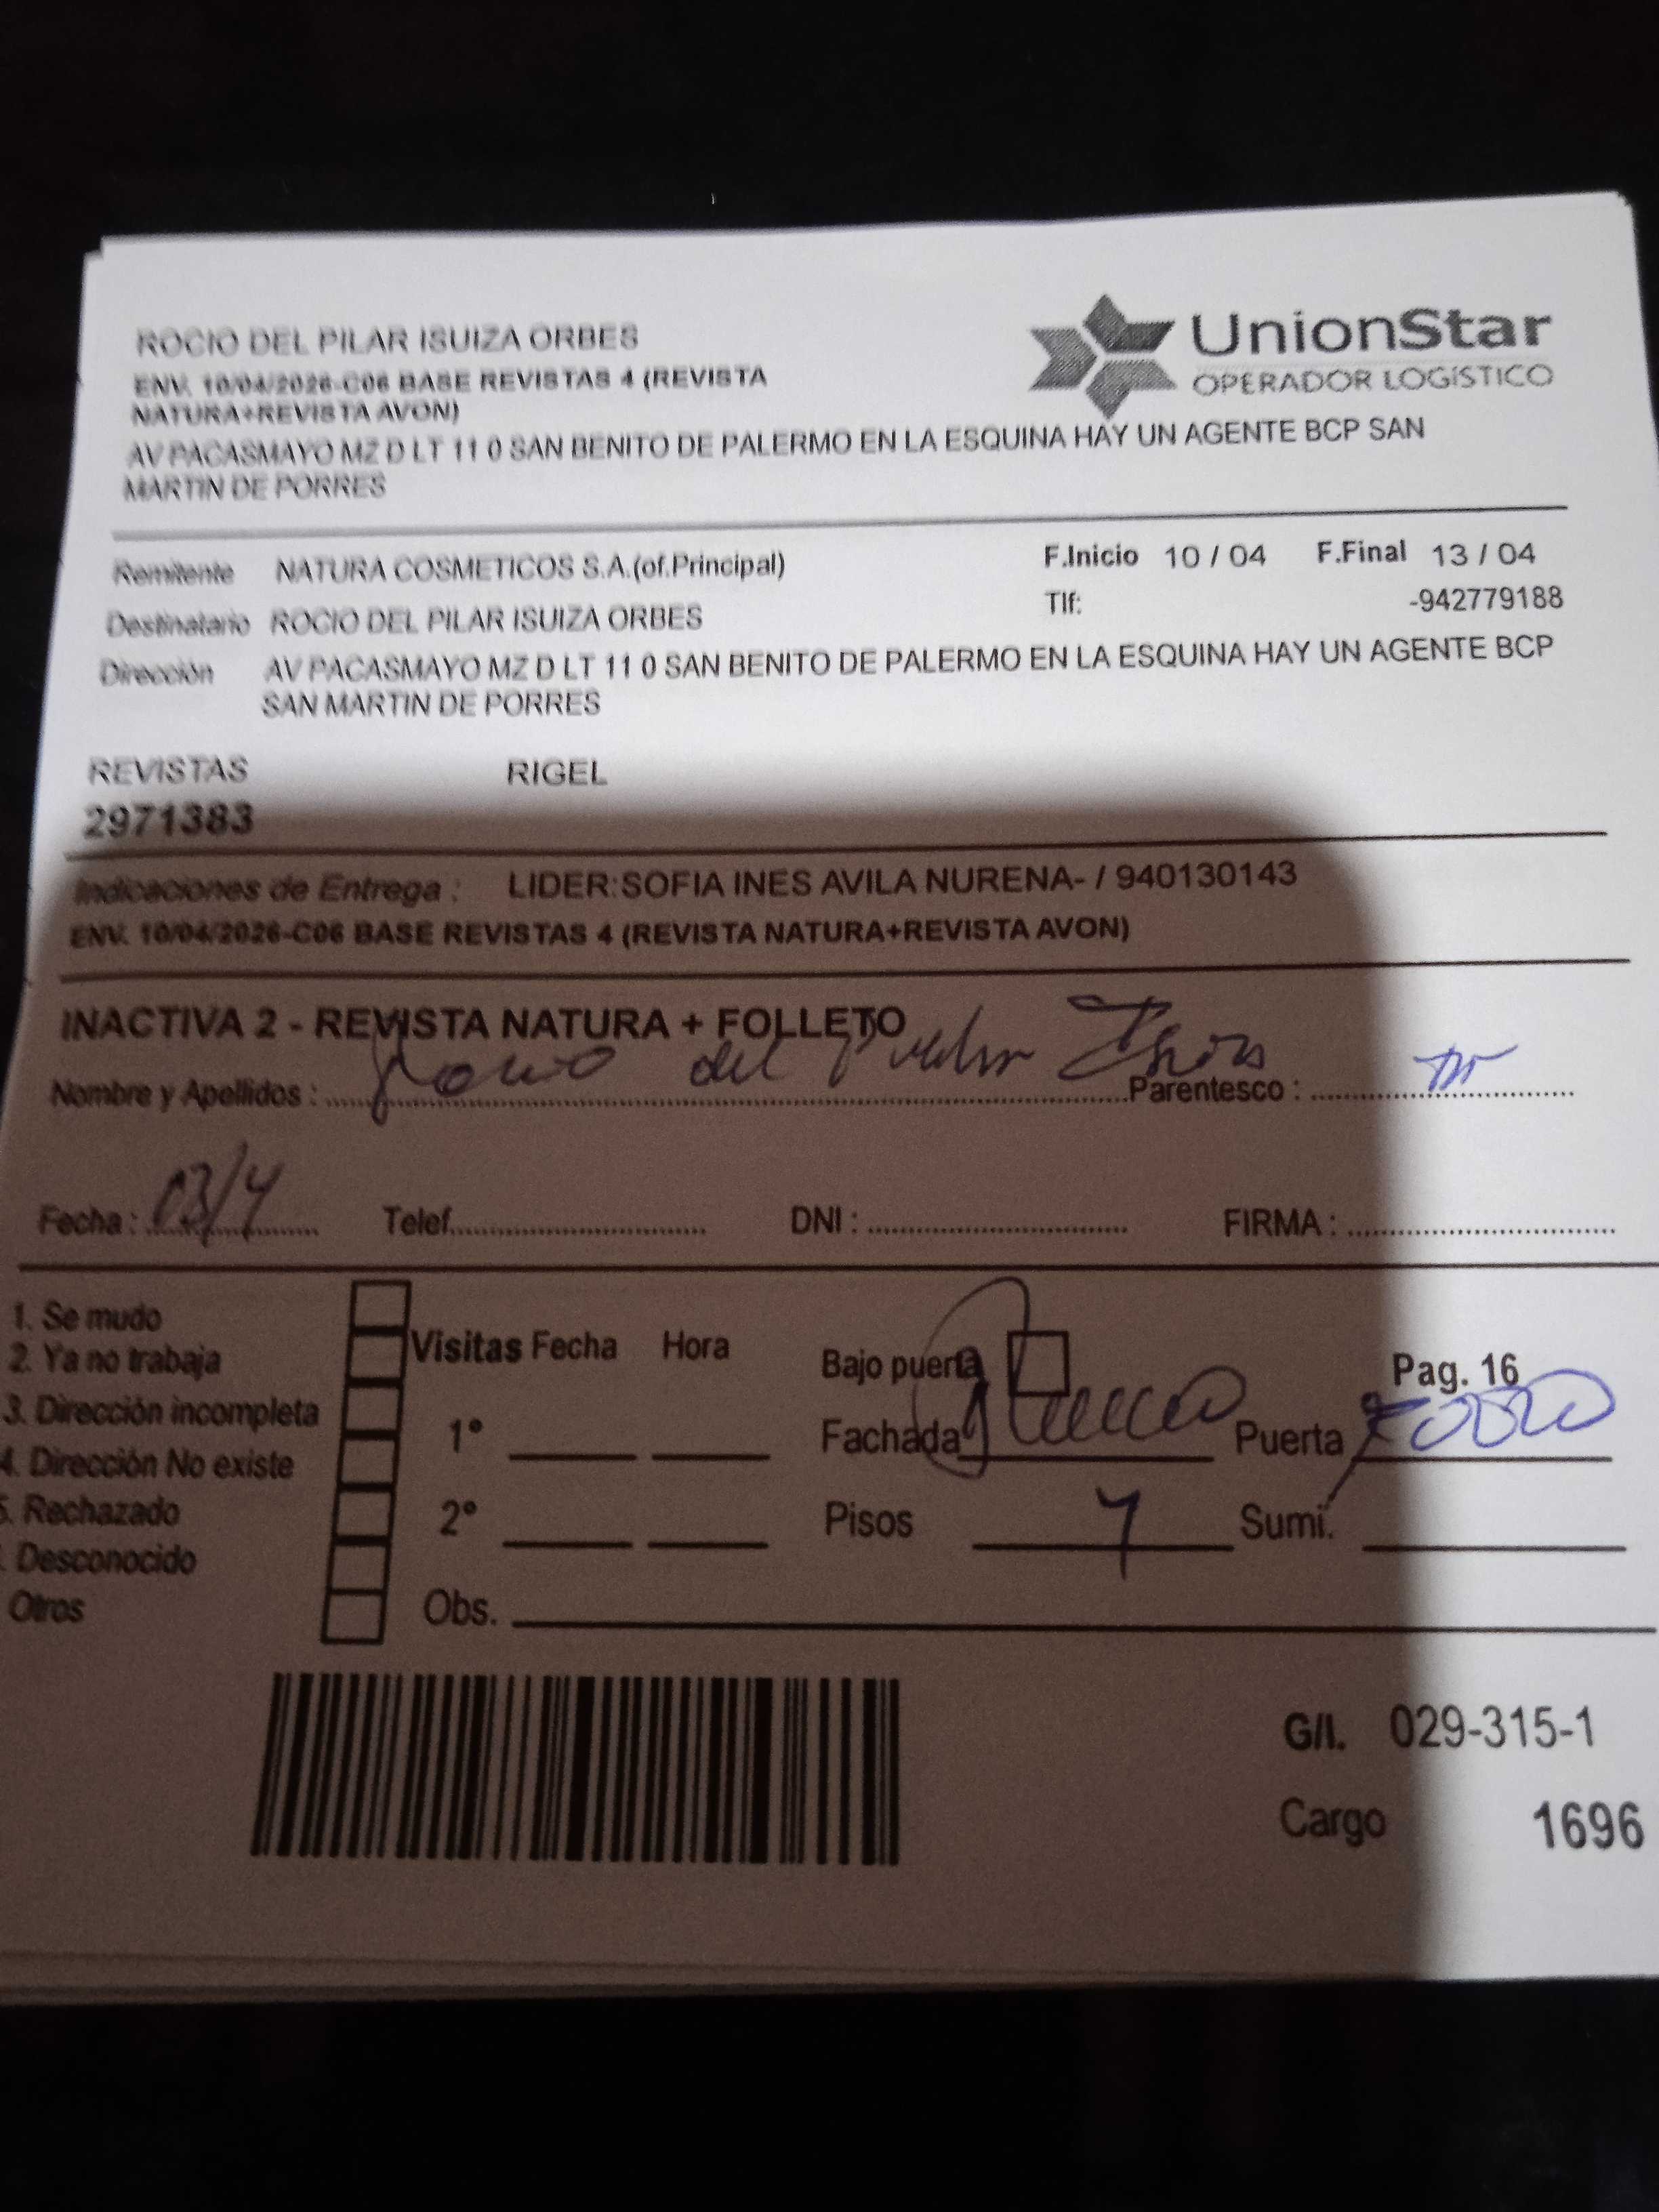 ROCIO DEL PILAR ISUIZA ORBES
UnionStar
OPERADOR LOGÍSTICO
ENV. 10/04/2026-C06 BASE REVISTAS 4 (REVISTA
NATURA+REVISTA AVON)
AV PACASMAYO MZ D LT 11 0 SAN BENITO DE PALERMO EN LA ESQUINA HAY UN AGENTE BCP SAN
MARTIN DE PORRES
Remitente NATURA COSMETICOS S.A.(of.Principal) F.Inicio 10 / 04 F.Final 13 / 04
Destinatario ROCIO DEL PILAR ISUIZA ORBES Tlf: -942779188
Dirección AV PACASMAYO MZ D LT 11 0 SAN BENITO DE PALERMO EN LA ESQUINA HAY UN AGENTE BCP
SAN MARTIN DE PORRES
REVISTAS RIGEL
2971383
Indicaciones de Entrega : LIDER:SOFIA INES AVILA NURENA- / 940130143
ENV. 10/04/2026-C06 BASE REVISTAS 4 (REVISTA NATURA+REVISTA AVON)
INACTIVA 2 - REVISTA NATURA + FOLLETO
Nombre y Apellidos : Rocio del Parentesco :
Fecha : 03/4 Telef. DNI : FIRMA :
1. Se mudo
2. Ya no trabaja
3. Dirección incompleta
4. Dirección No existe
5. Rechazado
. Desconocido
Otros
Visitas Fecha Hora
1°
2°
Obs.
Bajo puerta Pag. 16
Fachada Puerta
Pisos Sumi.
G/I. 029-315-1
Cargo 1696